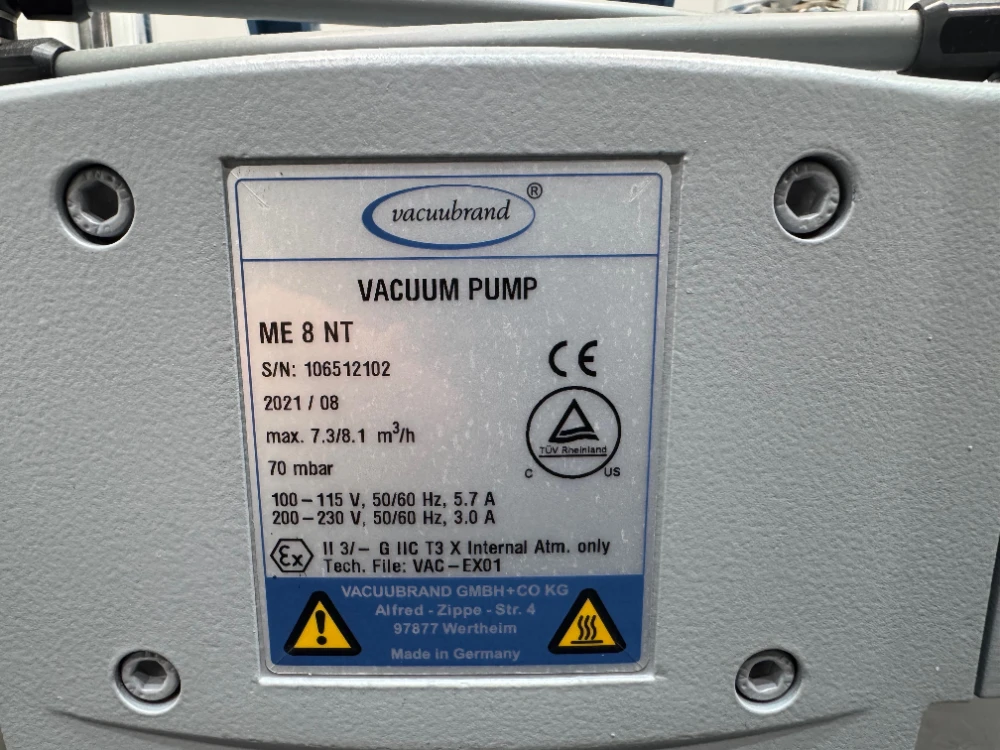 vacuubrand ®
VACUUM PUMP
ME 8 NT
S/N: 106512102
2021 / 08
max. 7.3/8.1 m³/h
70 mbar
CE
TÜV Rheinland
C US
100-115 V, 50/60 Hz, 5.7 A
200-230 V, 50/60 Hz, 3.0 A
Ex II 3/- G IIC T3 X Internal Atm. only
Tech. File: VAC-EX01
VACUUBRAND GMBH+CO KG
Alfred - Zippe - Str. 4
97877 Wertheim
Made in Germany